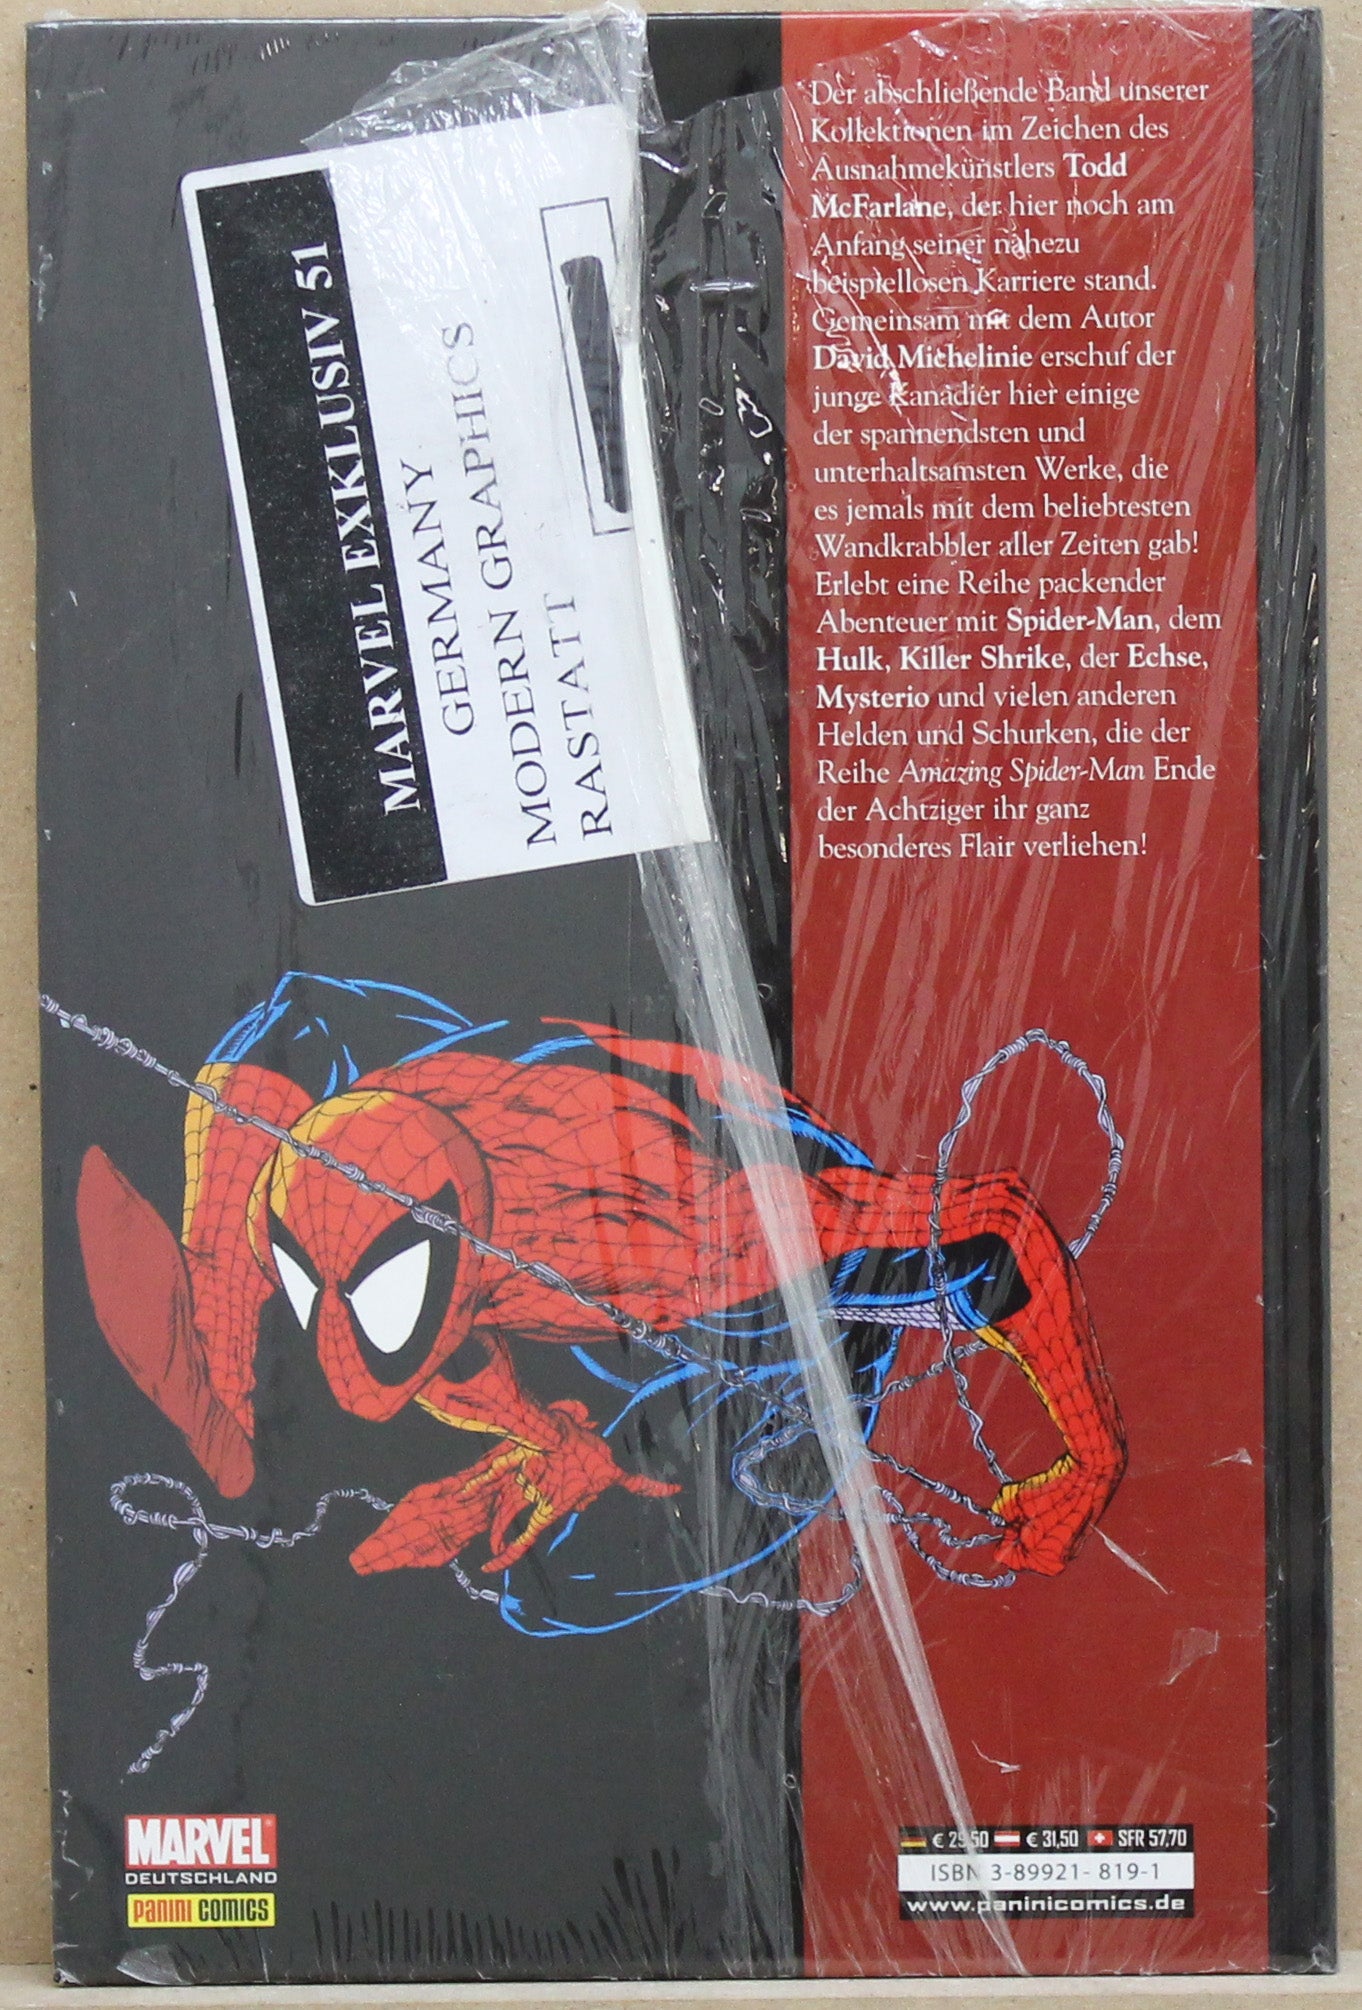 MARVEL EXKLUSIV 51
GERMANY
MODERN GRAPHICS
RASTATT
Der abschließende Band unserer
Kollektionen im Zeichen des
Ausnahmekünstlers Todd
McFarlane, der hier noch am
Anfang seiner nahezu
beispiellosen Karriere stand.
Gemeinsam mit dem Autor
David Michelinie erschuf der
junge Kanadier hier einige
der spannendsten und
unterhaltsamsten Werke, die
es jemals mit dem beliebtesten
Wandkrabbler aller Zeiten gab!
Erlebt eine Reihe packender
Abenteuer mit Spider-Man, dem
Hulk, Killer Shrike, der Echse,
Mysterio und vielen anderen
Helden und Schurken, die der
Reihe Amazing Spider-Man Ende
der Achtziger ihr ganz
besonderes Flair verliehen!
MARVEL
DEUTSCHLAND
PANINI COMICS
€ 29,50 € 31,50 SFR 57,70
ISBN 3-89921-819-1
www.paninicomics.de